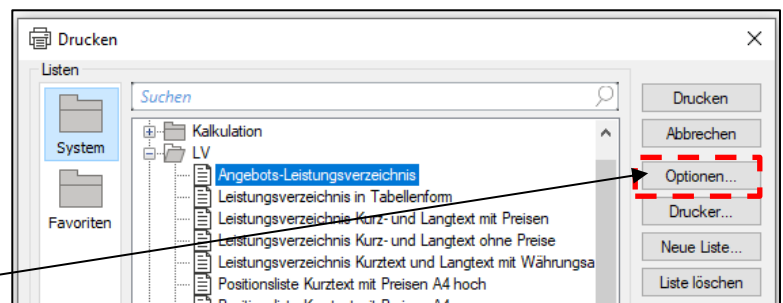 Drucken
Listen
Suchen
System
Favoriten
Kalkulation
LV
Angebots-Leistungsverzeichnis
Leistungsverzeichnis in Tabellenform
Leistungsverzeichnis Kurz- und Langtext mit Preisen
Leistungsverzeichnis Kurz- und Langtext ohne Preise
Leistungsverzeichnis Kurztext und Langtext mit Währungsa
Positionsliste Kurztext mit Preisen A4 hoch
Drucken
Abbrechen
Optionen...
Drucker...
Neue Liste...
Liste löschen